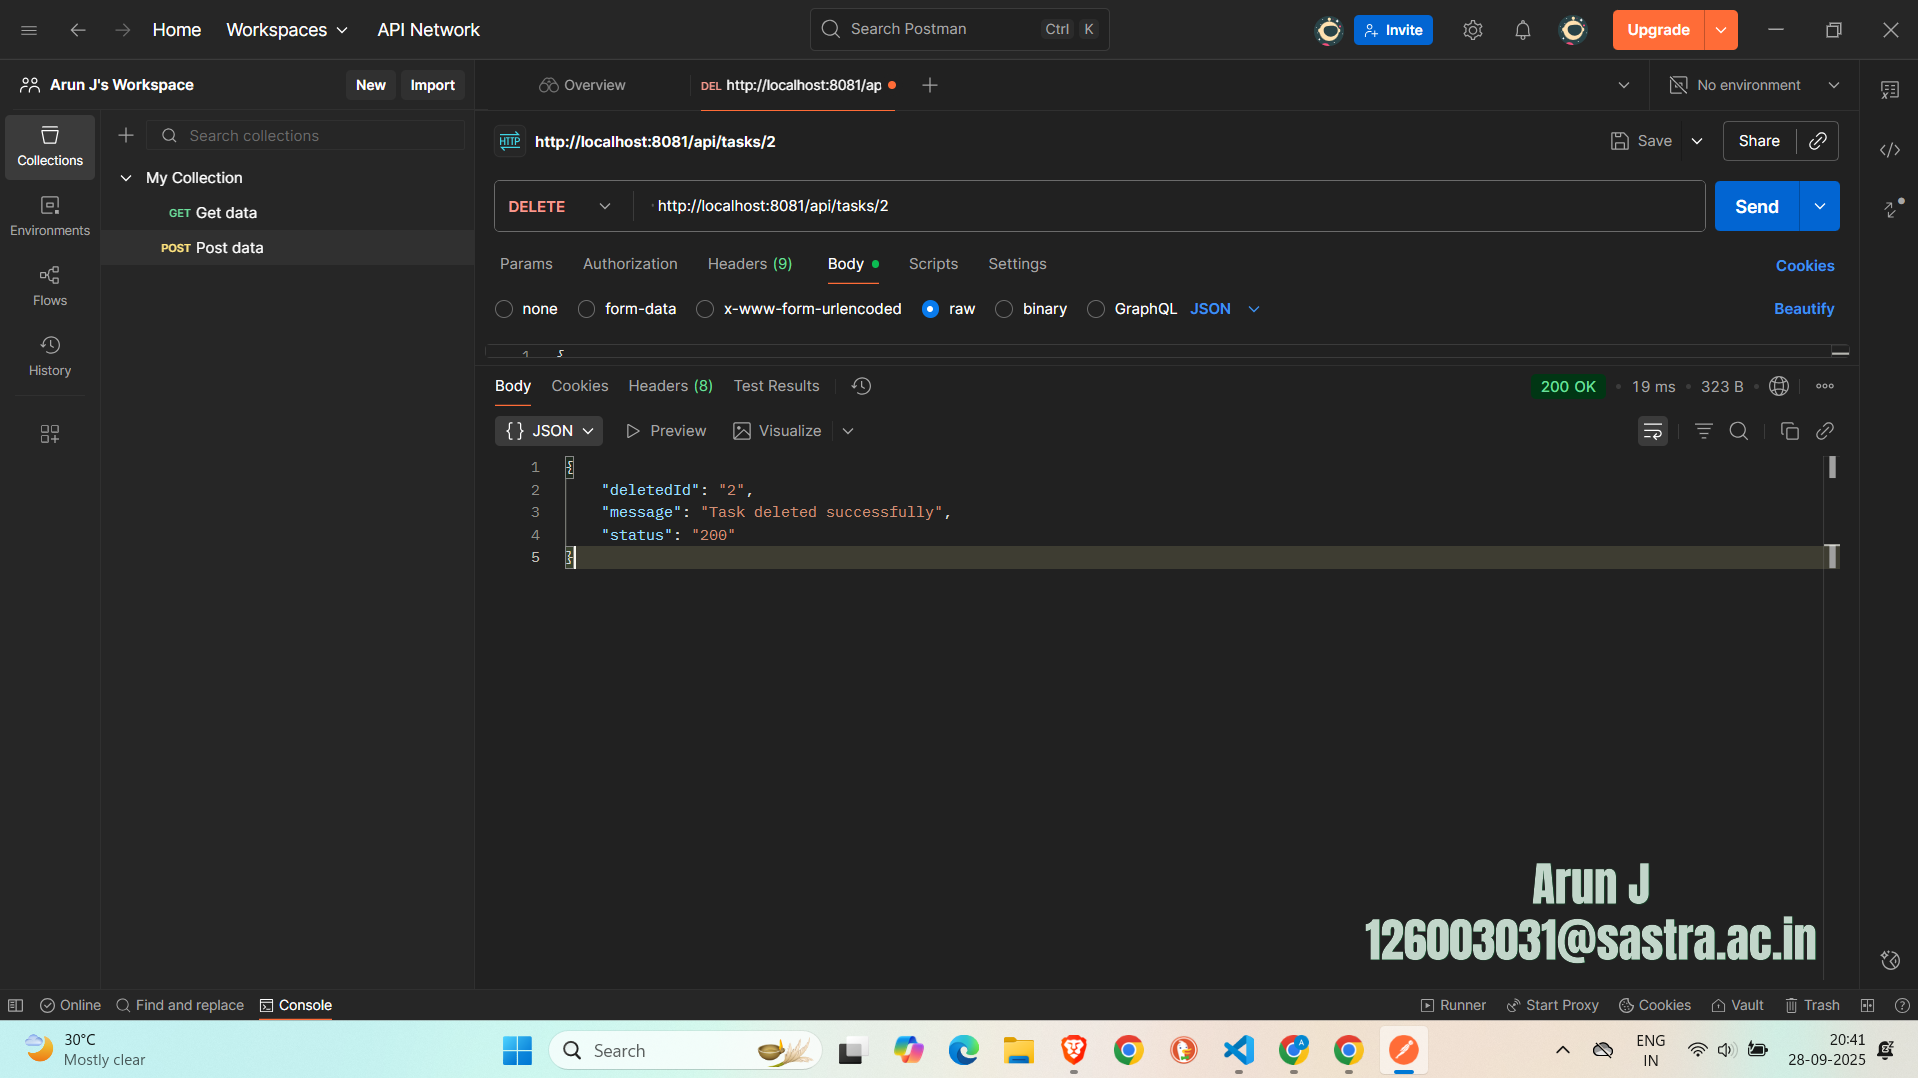 Home
Workspaces
API Network
Search Postman
Ctrl
K
Invite
Upgrade
Arun J's Workspace
New
Import
Overview
DEL http://localhost:8081/ap
No environment
Collections
Environments
Flows
History
Search collections
My Collection
GET Get data
POST Post data
HTTP
http://localhost:8081/api/tasks/2
Save
Share
DELETE
http://localhost:8081/api/tasks/2
Send
Params
Authorization
Headers (9)
Body
Scripts
Settings
Cookies
none
form-data
x-www-form-urlencoded
raw
binary
GraphQL
JSON
Beautify
1 {
Body
Cookies
Headers (8)
Test Results
200 OK
19 ms
323 B
{} JSON
Preview
Visualize
1 {
2 "deletedId": "2",
3 "message": "Task deleted successfully",
4 "status": "200"
5 }
Arun J
126003031@sastra.ac.in
Online
Find and replace
Console
Runner
Start Proxy
Cookies
Vault
Trash
30°C
Mostly clear
Search
ENG
IN
20:41
28-09-2025